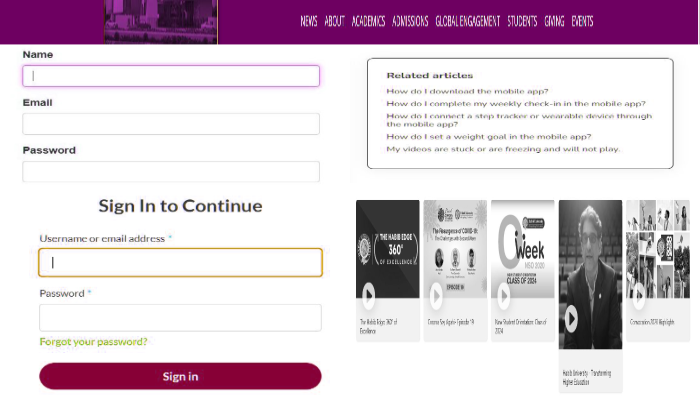 NEWS ABOUT ACADEMICS ADMISSIONS GLOBAL ENGAGEMENT STUDENTS GIVING EVENTS
Name
Email
Password
Sign In to Continue
Username or email address *
Password *
Forgot your password?
Sign in
Related articles
How do I download the mobile app?
How do I complete my weekly check-in in the mobile app?
How do I connect a step tracker or wearable device through
the mobile app?
How do I set a weight goal in the mobile app?
My videos are stuck or are freezing and will not play.
THE HABIB EDGE
360°
OF EXCELLENCE
The Habib Edge: 360° of
Excellence
The Resurgence of COVID-19:
EPISODE 19
Episode 19
Week
HABIB 2020
CLASS OF 2024
New Student Orientation: Class of
2024
Habib University - Transforming
Higher Education
Convocation 2020 Highlights